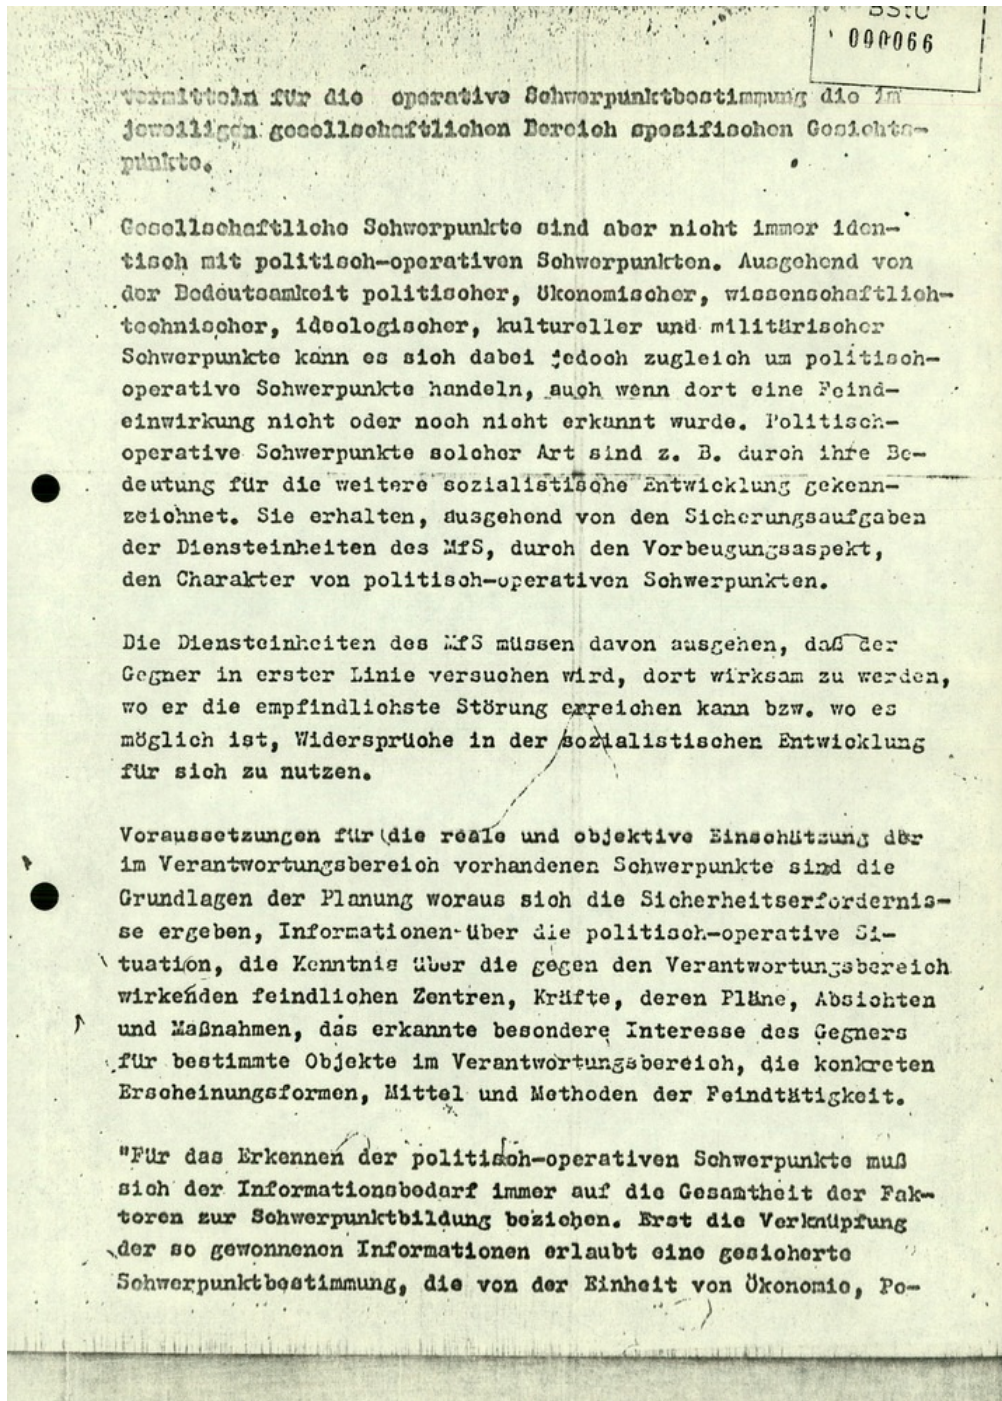 BStU
000066
vermitteln für die operative Schwerpunktbestimmung die im
jeweiligen gesellschaftlichen Bereich spezifischen Gesichts-
punkte.
Gesellschaftliche Schwerpunkte sind aber nicht immer iden-
tisch mit politisch-operativen Schwerpunkten. Ausgehend von
der Bedeutsamkeit politischer, ökonomischer, wissenschaftlich-
technischer, ideologischer, kultureller und militärischer
Schwerpunkte kann es sich dabei jedoch zugleich um politisch-
operative Schwerpunkte handeln, auch wenn dort eine Feind-
einwirkung nicht oder noch nicht erkannt wurde. Politisch-
operative Schwerpunkte solcher Art sind z. B. durch ihre Be-
deutung für die weitere sozialistische Entwicklung gekenn-
zeichnet. Sie erhalten, ausgehend von den Sicherungsaufgaben
der Diensteinheiten des MfS, durch den Vorbeugungsaspekt,
den Charakter von politisch-operativen Schwerpunkten.
Die Diensteinheiten des MfS müssen davon ausgehen, daß der
Gegner in erster Linie versuchen wird, dort wirksam zu werden,
wo er die empfindlichste Störung erreichen kann bzw. wo es
möglich ist, Widersprüche in der sozialistischen Entwicklung
für sich zu nutzen.
Voraussetzungen für die reale und objektive Einschätzung der
im Verantwortungsbereich vorhandenen Schwerpunkte sind die
Grundlagen der Planung woraus sich die Sicherheitserfordernis-
se ergeben, Informationen über die politisch-operative Si-
tuation, die Kenntnis über die gegen den Verantwortungsbereich
wirkenden feindlichen Zentren, Kräfte, deren Pläne, Absichten
und Maßnahmen, das erkannte besondere Interesse des Gegners
für bestimmte Objekte im Verantwortungsbereich, die konkreten
Erscheinungsformen, Mittel und Methoden der Feindtätigkeit.
"Für das Erkennen der politisch-operativen Schwerpunkte muß
sich der Informationsbedarf immer auf die Gesamtheit der Fak-
toren zur Schwerpunktbildung beziehen. Erst die Verknüpfung
der so gewonnenen Informationen erlaubt eine gesicherte
Schwerpunktbestimmung, die von der Einheit von Ökonomie, Po-